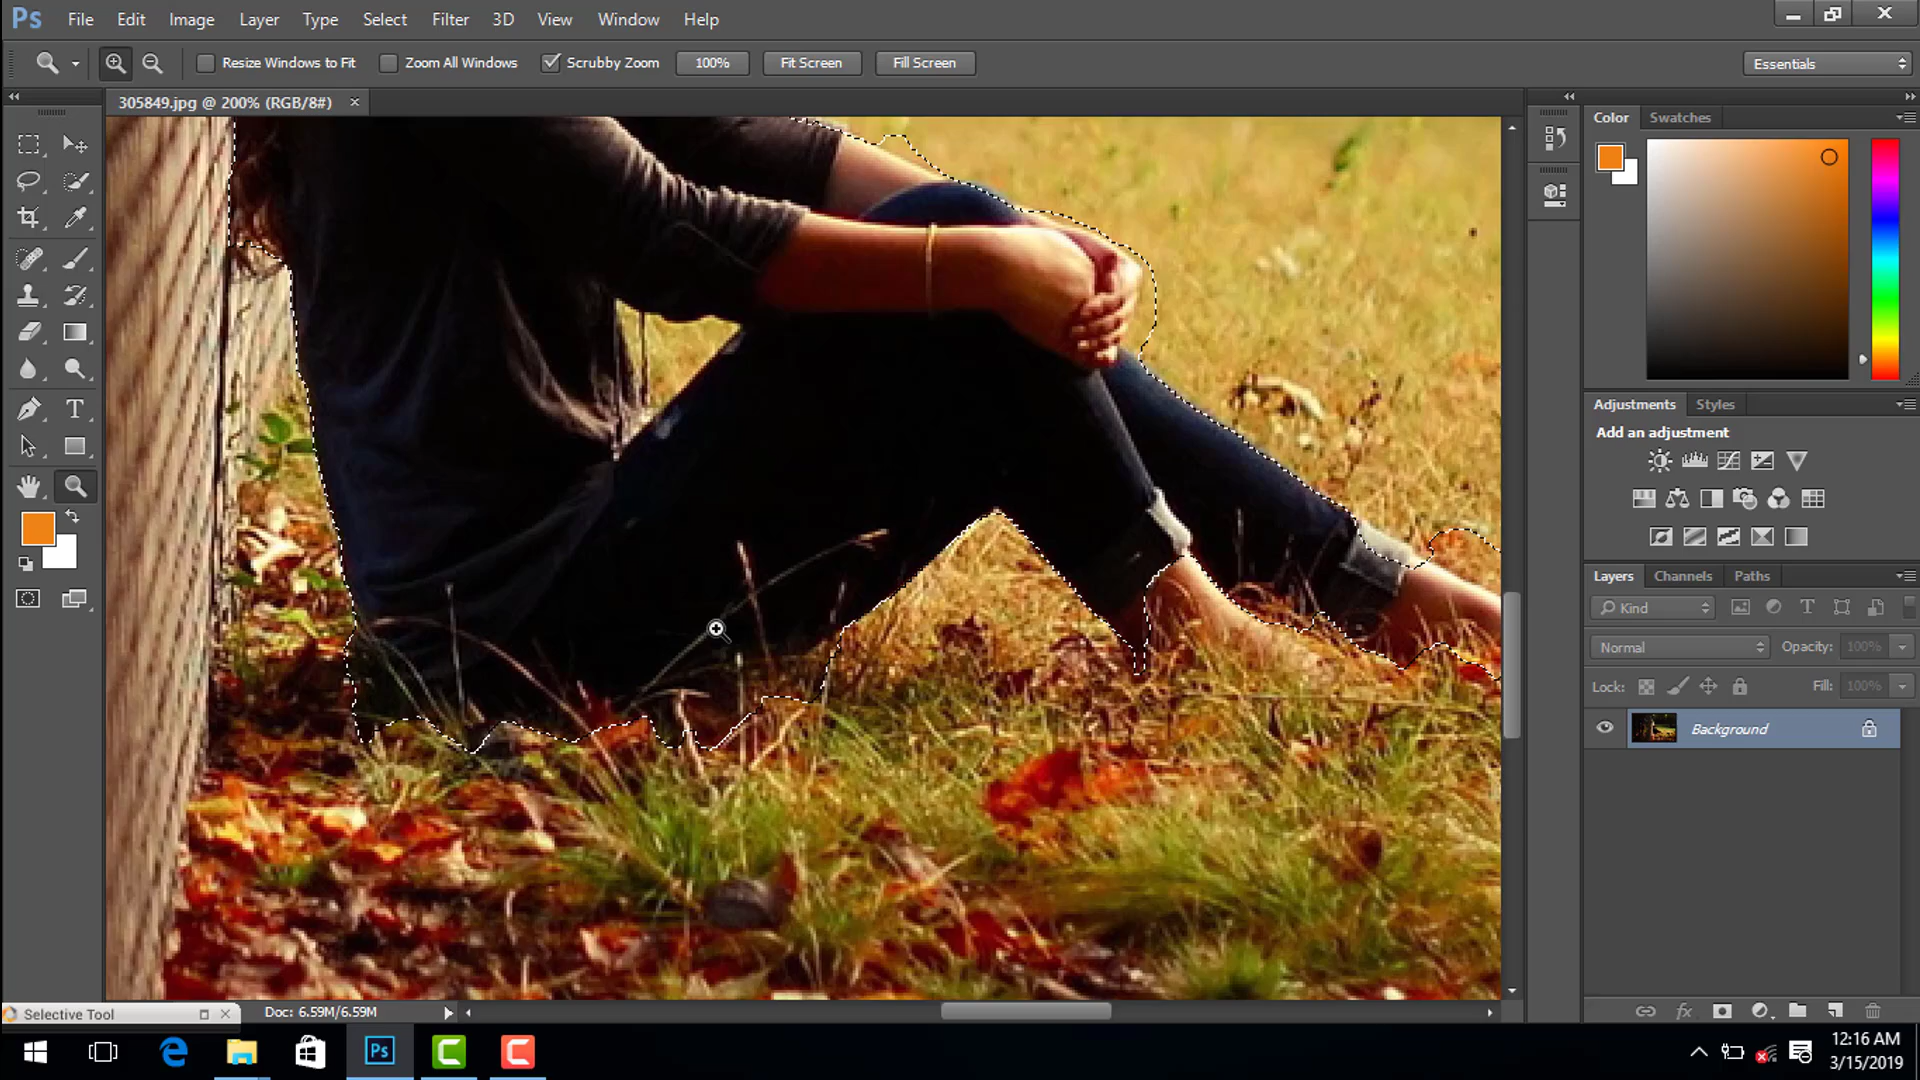 Ps File Edit Image Layer Type Select Filter 3D View Window Help
Resize Windows to Fit Zoom All Windows Scrubby Zoom 100% Fit Screen Fill Screen Essentials
305849.jpg @ 200% (RGB/8#)
Color Swatches
Adjustments Styles
Add an adjustment
Layers Channels Paths
Kind
Normal Opacity: 100%
Lock: Fill: 100%
Background
fx
Selective Tool Doc: 6.59M/6.59M
12:16 AM
3/15/2019